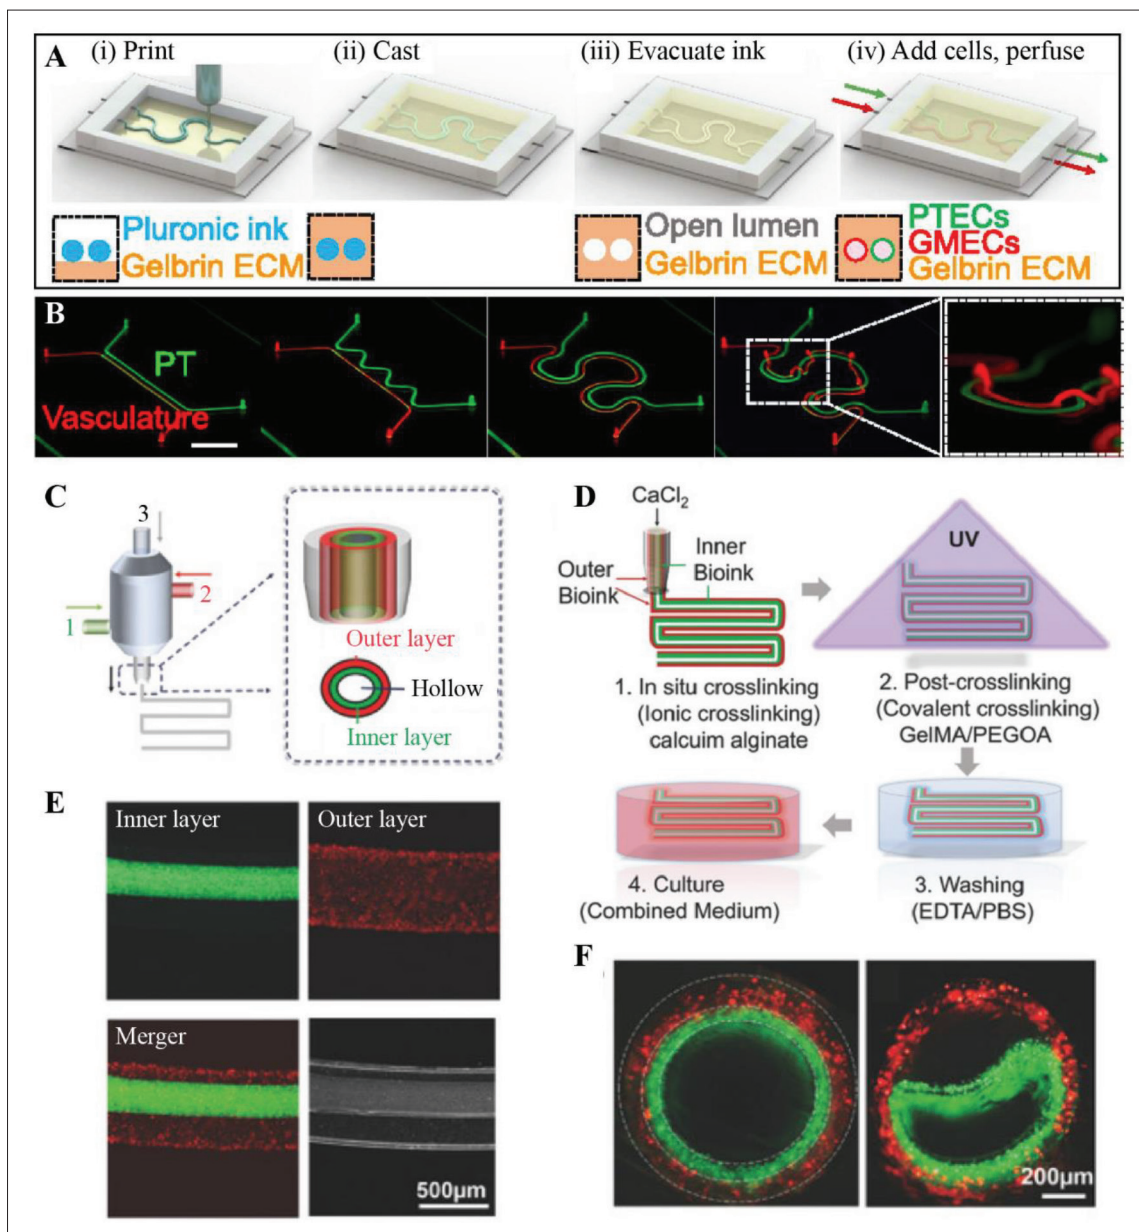 A
(i) Print
(ii) Cast
(iii) Evacuate ink
(iv) Add cells, perfuse
Pluronic ink
Gelbrin ECM
Open lumen
Gelbrin ECM
PTECs
GMECs
Gelbrin ECM
B
PT
Vasculature
C
3
2
1
Outer layer
Hollow
Inner layer
D
CaCl2
Inner
Bioink
Outer
Bioink
1. In situ crosslinking
(Ionic crosslinking)
calcuim alginate
UV
2. Post-crosslinking
(Covalent crosslinking)
GelMA/PEGOA
4. Culture
(Combined Medium)
3. Washing
(EDTA/PBS)
E
Inner layer
Outer layer
Merger
500μm
F
200μm